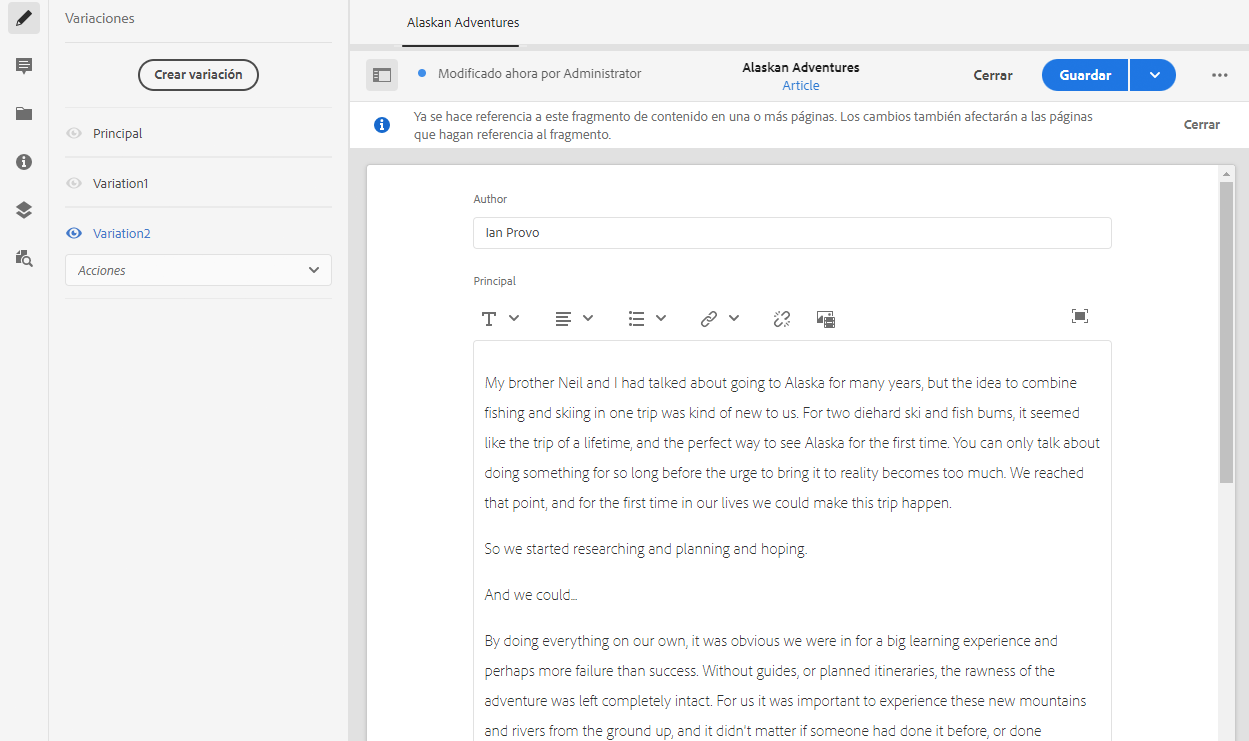 Variaciones
Crear variación
Principal
Variation1
Variation2
Acciones
Alaskan Adventures
Modificado ahora por Administrator
Alaskan Adventures
Article
Cerrar
Guardar
Ya se hace referencia a este fragmento de contenido en una o más páginas. Los cambios también afectarán a las páginas
que hagan referencia al fragmento.
Cerrar
Author
Ian Provo
Principal
My brother Neil and I had talked about going to Alaska for many years, but the idea to combine
fishing and skiing in one trip was kind of new to us. For two diehard ski and fish bums, it seemed
like the trip of a lifetime, and the perfect way to see Alaska for the first time. You can only talk about
doing something for so long before the urge to bring it to reality becomes too much. We reached
that point, and for the first time in our lives we could make this trip happen.
So we started researching and planning and hoping.
And we could...
By doing everything on our own, it was obvious we were in for a big learning experience and
perhaps more failure than success. Without guides, or planned itineraries, the rawness of the
adventure was left completely intact. For us it was important to experience these new mountains
and rivers from the ground up, and it didn't matter if someone had done it before, or done